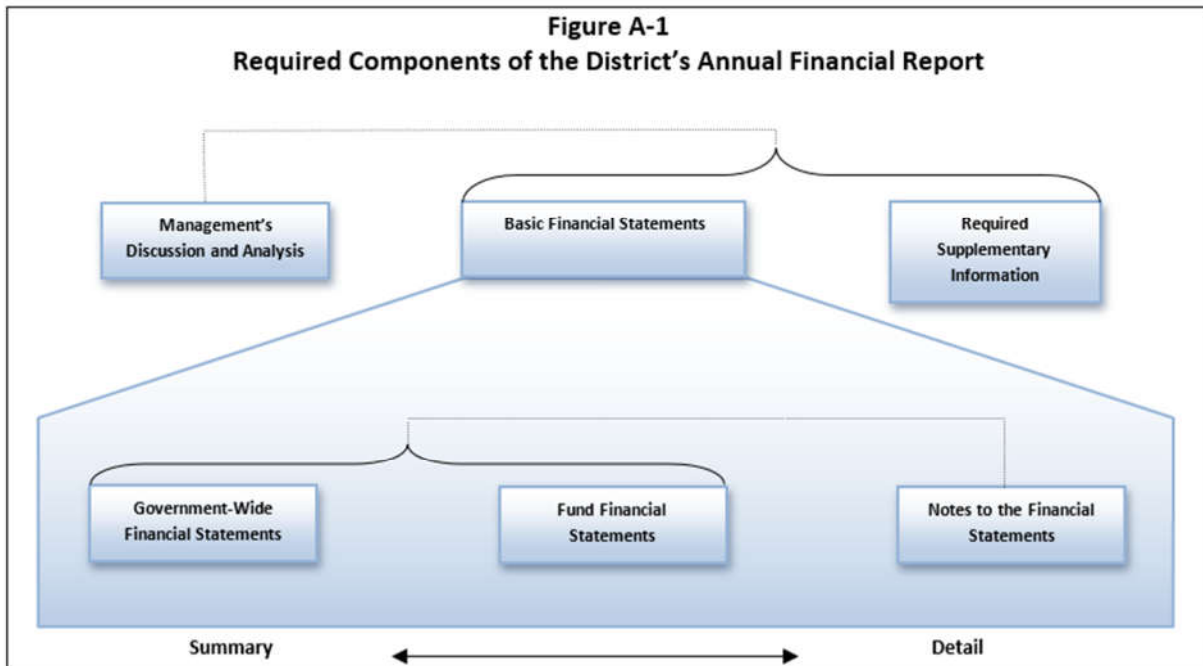 Figure A-1
Required Components of the District’s Annual Financial Report
Management’s
Discussion and Analysis
Basic Financial Statements
Required
Supplementary
Information
Government-Wide
Financial Statements
Fund Financial
Statements
Notes to the Financial
Statements
Summary
Detail